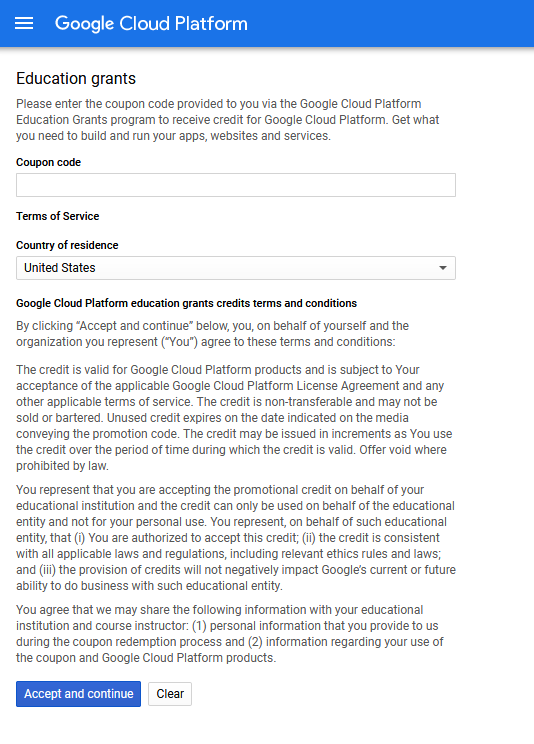 Google Cloud Platform
Education grants
Please enter the coupon code provided to you via the Google Cloud Platform
Education Grants program to receive credit for Google Cloud Platform. Get what
you need to build and run your apps, websites and services.
Coupon code
Terms of Service
Country of residence
United States
Google Cloud Platform education grants credits terms and conditions
By clicking “Accept and continue” below, you, on behalf of yourself and the
organization you represent (“You”) agree to these terms and conditions:
The credit is valid for Google Cloud Platform products and is subject to Your
acceptance of the applicable Google Cloud Platform License Agreement and any
other applicable terms of service. The credit is non-transferable and may not be
sold or bartered. Unused credit expires on the date indicated on the media
conveying the promotion code. The credit may be issued in increments as You use
the credit over the period of time during which the credit is valid. Offer void where
prohibited by law.
You represent that you are accepting the promotional credit on behalf of your
educational institution and the credit can only be used on behalf of the educational
entity and not for your personal use. You represent, on behalf of such educational
entity, that (i) You are authorized to accept this credit; (ii) the credit is consistent
with all applicable laws and regulations, including relevant ethics rules and laws;
and (iii) the provision of credits will not negatively impact Google’s current or future
ability to do business with such educational entity.
You agree that we may share the following information with your educational
institution and course instructor: (1) personal information that you provide to us
during the coupon redemption process and (2) information regarding your use of
the coupon and Google Cloud Platform products.
Accept and continue Clear